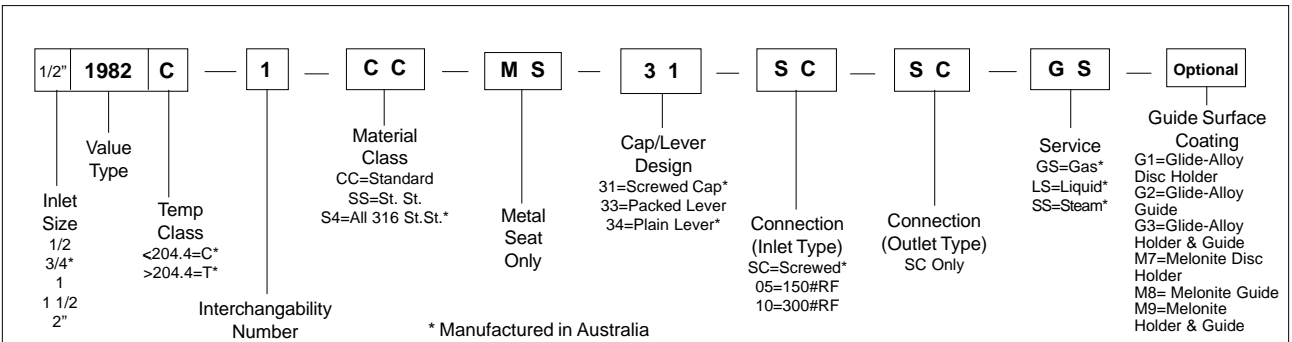 1/2" 1982 C — 1 — C C — M S — 3 1 — S C — S C — G S — Optional
Value
Type
Inlet
Size
1/2
3/4*
1
1 1/2
2"
Temp
Class
<204.4=C*
>204.4=T*
Interchangability
Number
Material
Class
CC=Standard
SS=St. St.
S4=All 316 St.St.*
Metal
Seat
Only
Cap/Lever
Design
31=Screwed Cap*
33=Packed Lever
34=Plain Lever*
Connection
(Inlet Type)
SC=Screwed*
05=150#RF
10=300#RF
Connection
(Outlet Type)
SC Only
Service
GS=Gas*
LS=Liquid*
SS=Steam*
Guide Surface
Coating
G1=Glide-Alloy
Disc Holder
G2=Glide-Alloy
Guide
G3=Glide-Alloy
Holder & Guide
M7=Melonite Disc
Holder
M8= Melonite Guide
M9=Melonite
Holder & Guide
* Manufactured in Australia